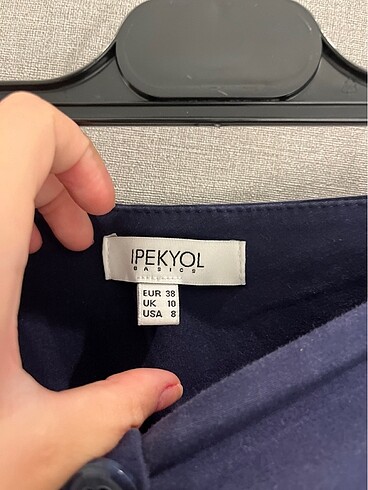 IPEKYOL
BASICS
EUR 38
UK 10
USA 8